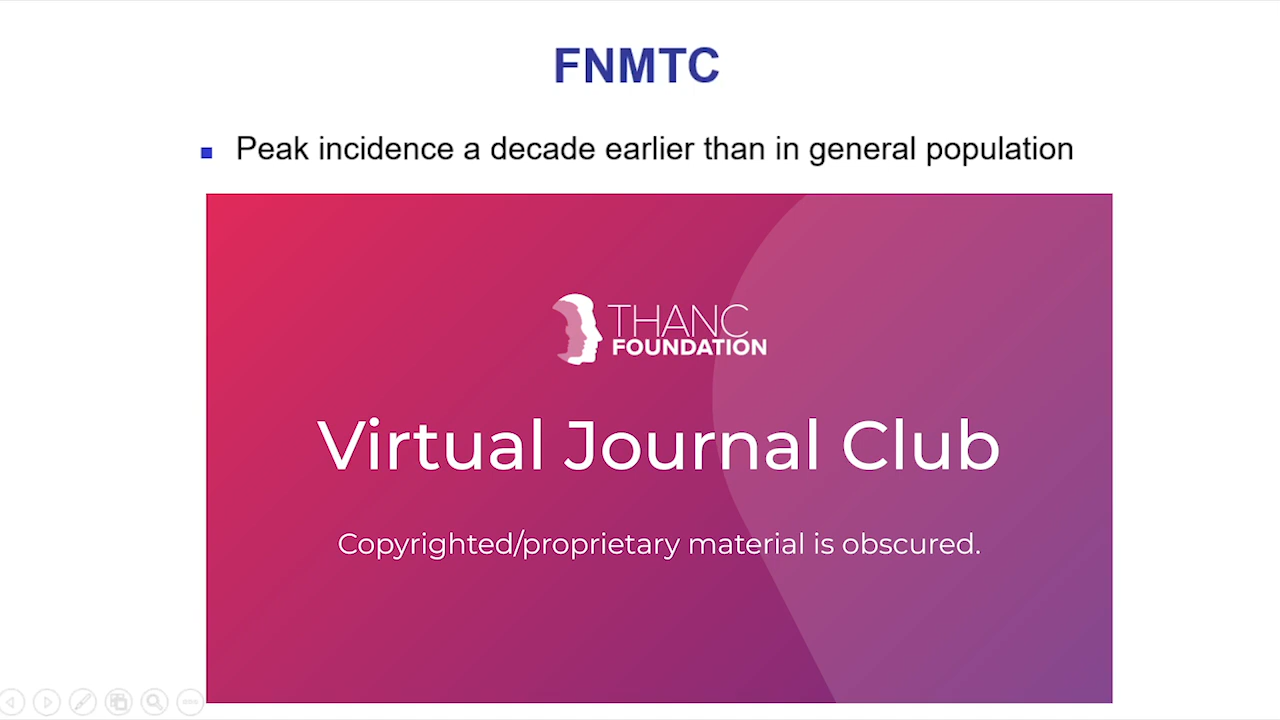 FNMTC
Peak incidence a decade earlier than in general population
THANC
FOUNDATION
Virtual Journal Club
Copyrighted/proprietary material is obscured.